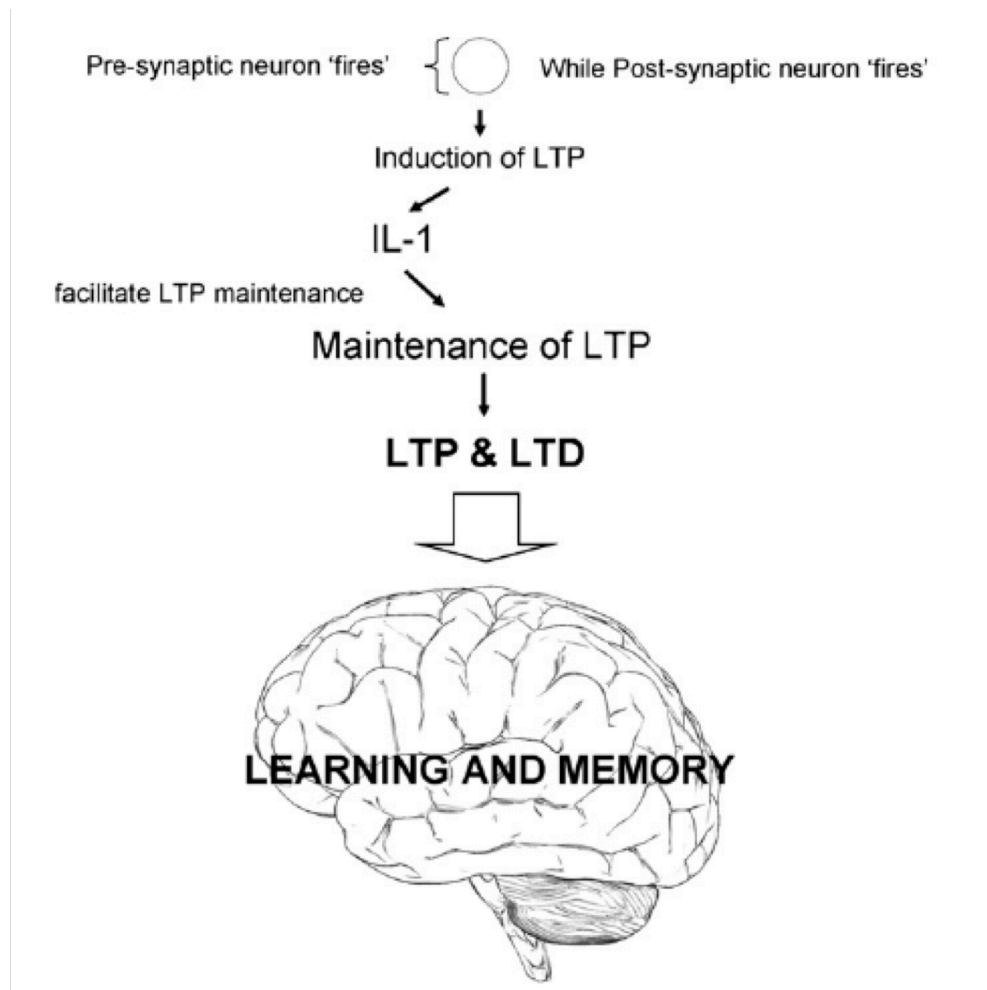 Pre-synaptic neuron ‘fires’
While Post-synaptic neuron ‘fires’
Induction of LTP
IL-1
facilitate LTP maintenance
Maintenance of LTP
LTP & LTD
LEARNING AND MEMORY